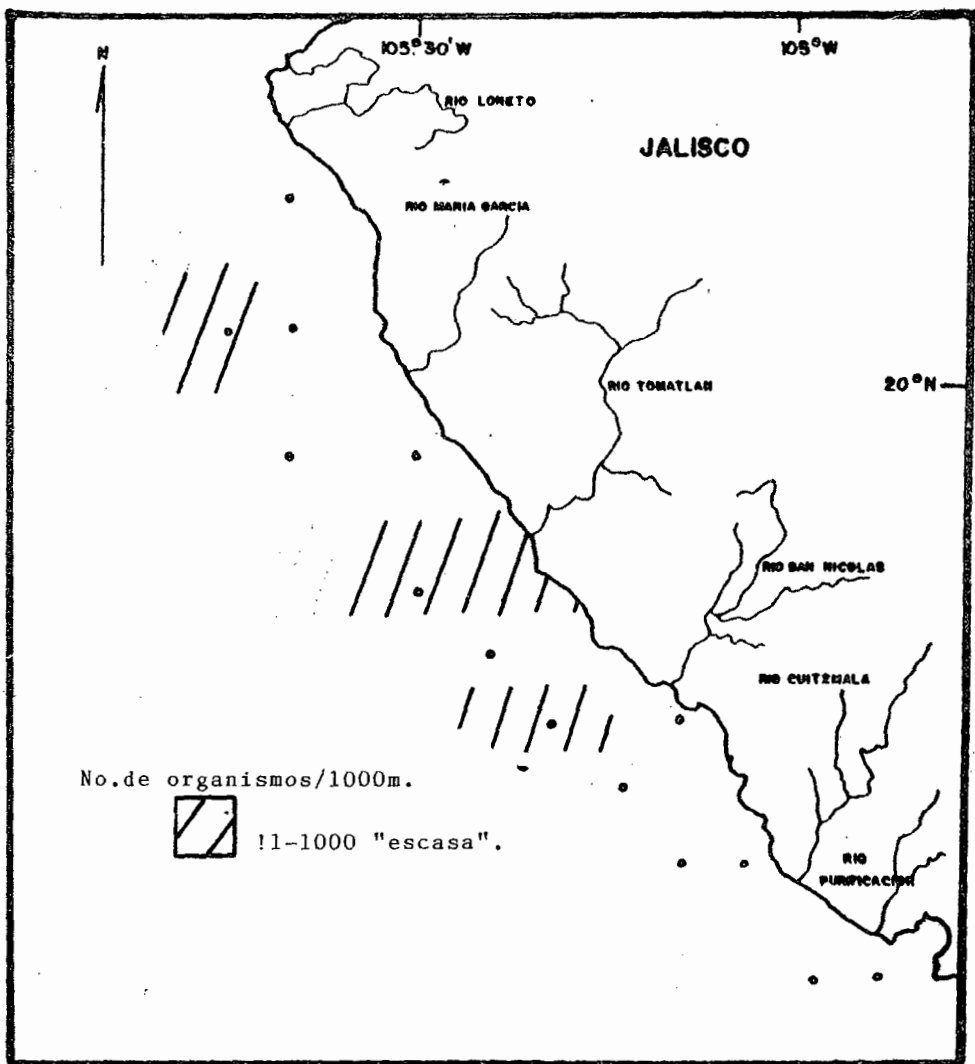 N
105°30'W
105°W
RIO LORETO
JALISCO
RIO MARIA GARCIA
RIO TOMATLAN
20°N
RIO SAN NICOLAS
RIO CUITZMALA
No.de organismos/1000m.
!1-1000 "escasa".
RIO
PURIFICACION